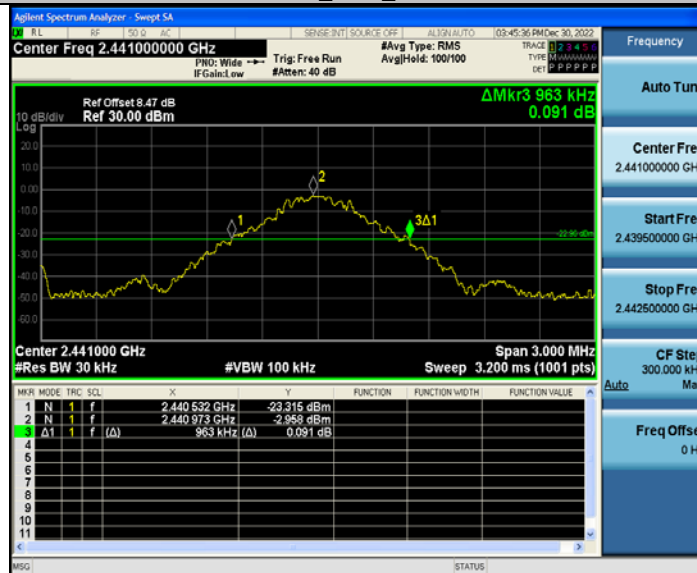 Agilent Spectrum Analyzer - Swept SA
RL RF 50 Ω AC SENSE:INT SOURCE OFF ALIGN AUTO 03:45:36 PM Dec 30, 2022
Center Freq 2.441000000 GHz
PNO: Wide
IFGain:Low
Trig: Free Run
#Atten: 40 dB
#Avg Type: RMS
Avg|Hold: 100/100
TRACE 1 2 3 4 5 6
TYPE M
DET P P P P P P
Frequency
Auto Tun
Center Fre
2.441000000 GH
Start Fre
2.439500000 GH
Stop Fre
2.442500000 GH
CF Ste
300.000 kH
Auto Ma
Freq Offse
0 H
ΔMkr3 963 kHz
0.091 dB
Ref Offset 8.47 dB
10 dB/div Ref 30.00 dBm
Log
20.0
10.0
0.00
-10.0
-20.0
-30.0
-40.0
-50.0
-60.0
1
2
3Δ1
-22.96 dBm
Center 2.441000 GHz Span 3.000 MHz
#Res BW 30 kHz #VBW 100 kHz Sweep 3.200 ms (1001 pts)
MKR MODE TRC SCL X Y FUNCTION FUNCTION WIDTH FUNCTION VALUE
1 N 1 f 2.440 532 GHz -23.315 dBm
2 N 1 f 2.440 973 GHz -2.958 dBm
3 Δ1 1 f (Δ) 963 kHz (Δ) 0.091 dB
4
5
6
7
8
9
10
11
MSG STATUS